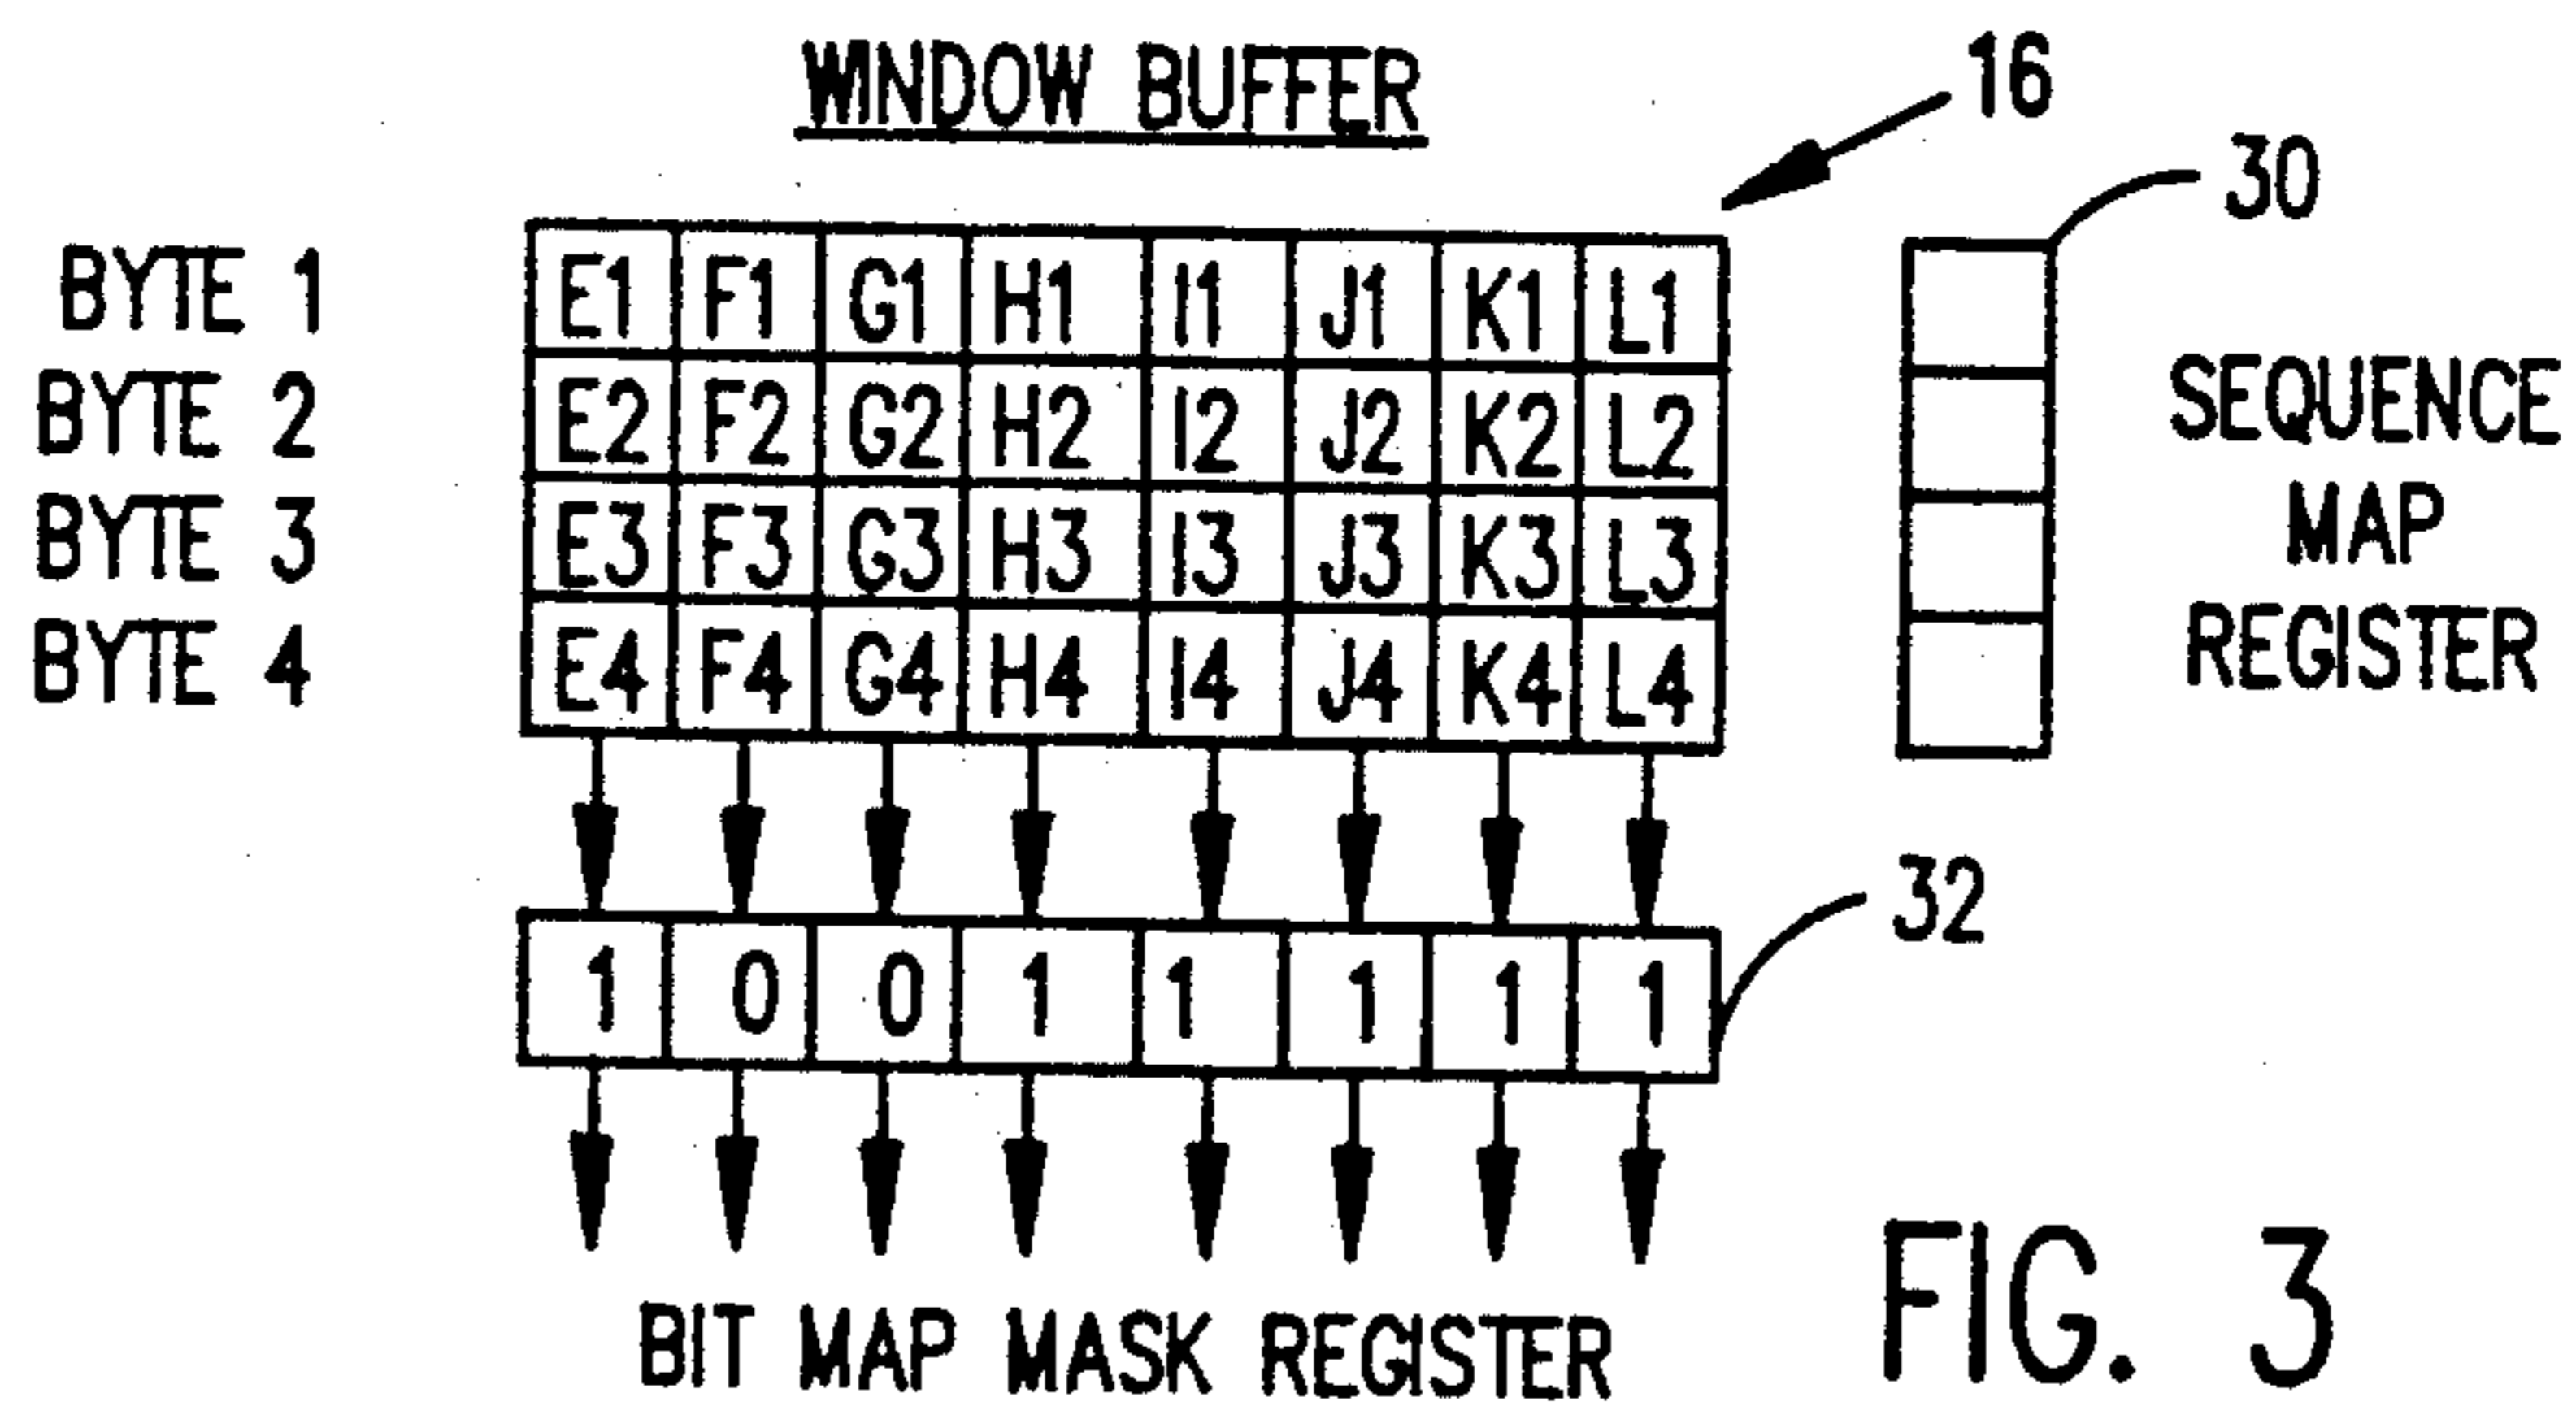 WINDOW BUFFER
16
30
BYTE 1 E1 F1 G1 H1 I1 J1 K1 L1
BYTE 2 E2 F2 G2 H2 I2 J2 K2 L2
BYTE 3 E3 F3 G3 H3 I3 J3 K3 L3
BYTE 4 E4 F4 G4 H4 I4 J4 K4 L4
SEQUENCE
MAP
REGISTER
32
1 0 0 1 1 1 1 1
BIT MAP MASK REGISTER
FIG. 3